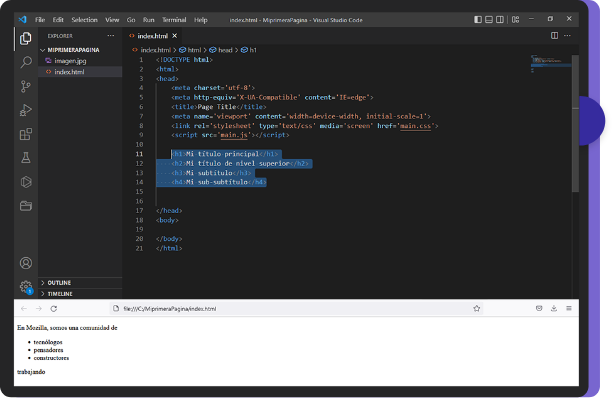 File Edit Selection View Go Run Terminal Help index.html - MiprimeraPagina - Visual Studio Code
EXPLORER ···
index.html
MIPRIMERAPAGINA
imagen.jpg
index.html
index.html > html > head > h1
1 <!DOCTYPE html>
2 <html>
3 <head>
4 <meta charset='utf-8'>
5 <meta http-equiv='X-UA-Compatible' content='IE=edge'>
6 <title>Page Title</title>
7 <meta name='viewport' content='width=device-width, initial-scale=1'>
8 <link rel='stylesheet' type='text/css' media='screen' href='main.css'>
9 <script src='main.js'></script>
10
11 <h1>Mi título principal</h1>
12 <h2>Mi título de nivel superior</h2>
13 <h3>Mi subtítulo</h3>
14 <h4>Mi sub-subtítulo</h4>
15
16
17 </head>
18 <body>
19
20 </body>
21 </html>
OUTLINE
TIMELINE
file:///C:/MiprimeraPagina/index.html
En Mozilla, somos una comunidad de
• tecnólogos
• pensadores
• constructores
trabajando